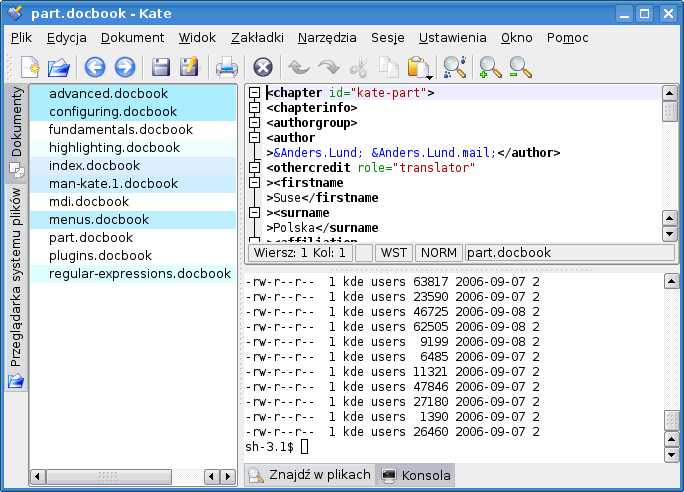 part.docbook - Kate
Plik Edycja Dokument Widok Zakładki Narzędzia Sesje Ustawienia Okno Pomoc
Dokumenty
Przeglądarka systemu plików
advanced.docbook
configuring.docbook
fundamentals.docbook
highlighting.docbook
index.docbook
man-kate.1.docbook
mdi.docbook
menus.docbook
part.docbook
plugins.docbook
regular-expressions.docbook
<chapter id="kate-part">
<chapterinfo>
<authorgroup>
<author
>&Anders.Lund; &Anders.Lund.mail;</author>
<othercredit role="translator"
><firstname
>Suse</firstname
><surname
>Polska</surname
><affiliation
Wiersz: 1 Kol: 1 WST NORM part.docbook
-rw-r--r-- 1 kde users 63817 2006-09-07 2
-rw-r--r-- 1 kde users 23590 2006-09-07 2
-rw-r--r-- 1 kde users 46725 2006-09-08 2
-rw-r--r-- 1 kde users 62505 2006-09-08 2
-rw-r--r-- 1 kde users 9199 2006-09-08 2
-rw-r--r-- 1 kde users 6485 2006-09-07 2
-rw-r--r-- 1 kde users 11321 2006-09-07 2
-rw-r--r-- 1 kde users 47846 2006-09-07 2
-rw-r--r-- 1 kde users 27180 2006-09-07 2
-rw-r--r-- 1 kde users 1390 2006-09-07 2
-rw-r--r-- 1 kde users 26460 2006-09-07 2
sh-3.1$
Znajdź w plikach Konsola